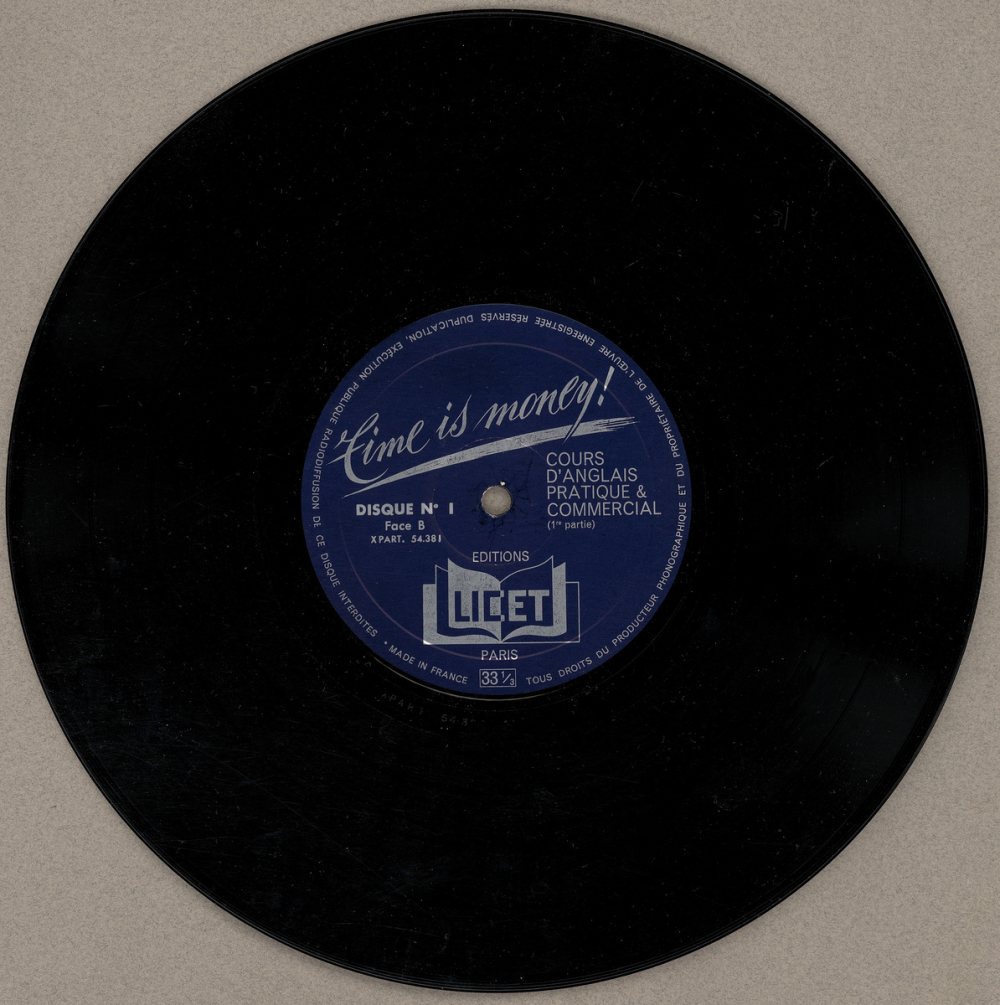 Time is money!
COURS
D'ANGLAIS
PRATIQUE &
COMMERCIAL
(1re partie)
DISQUE N° 1
Face B
XPART. 54.381
EDITIONS
LICET
PARIS
33 1/3
TOUS DROITS DU PRODUCTEUR PHONOGRAPHIQUE ET DU PROPRIÉTAIRE DE L'ŒUVRE ENREGISTRÉE RÉSERVÉS DUPLICATION, EXÉCUTION PUBLIQUE RADIODIFFUSION DE CE DISQUE INTERDITES • MADE IN FRANCE